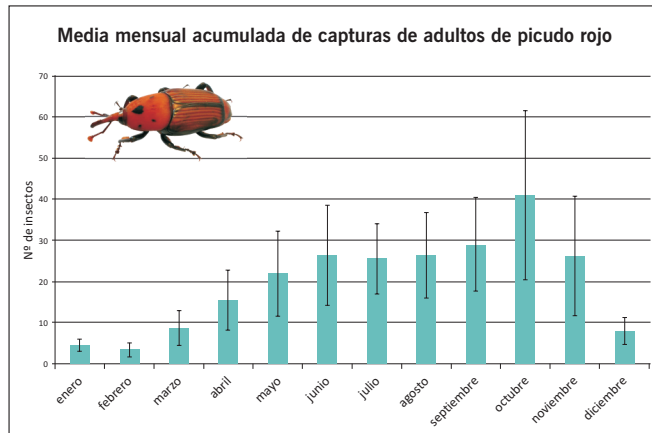 Media mensual acumulada de capturas de adultos de picudo rojo
70
60
50
40
30
20
10
0
Nº de insectos
enero
febrero
marzo
abril
mayo
junio
julio
agosto
septiembre
octubre
noviembre
diciembre